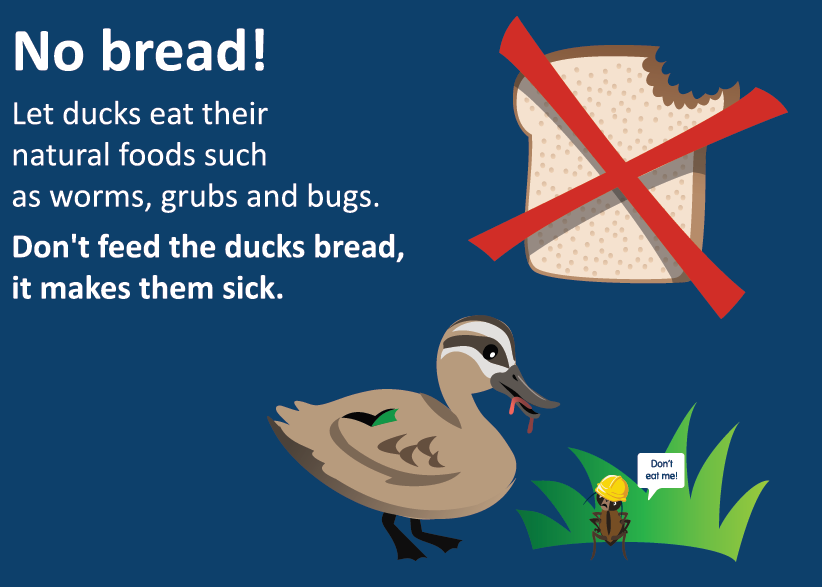 No bread!
Let ducks eat their
natural foods such
as worms, grubs and bugs.
Don't feed the ducks bread,
it makes them sick.
Don't
eat me!